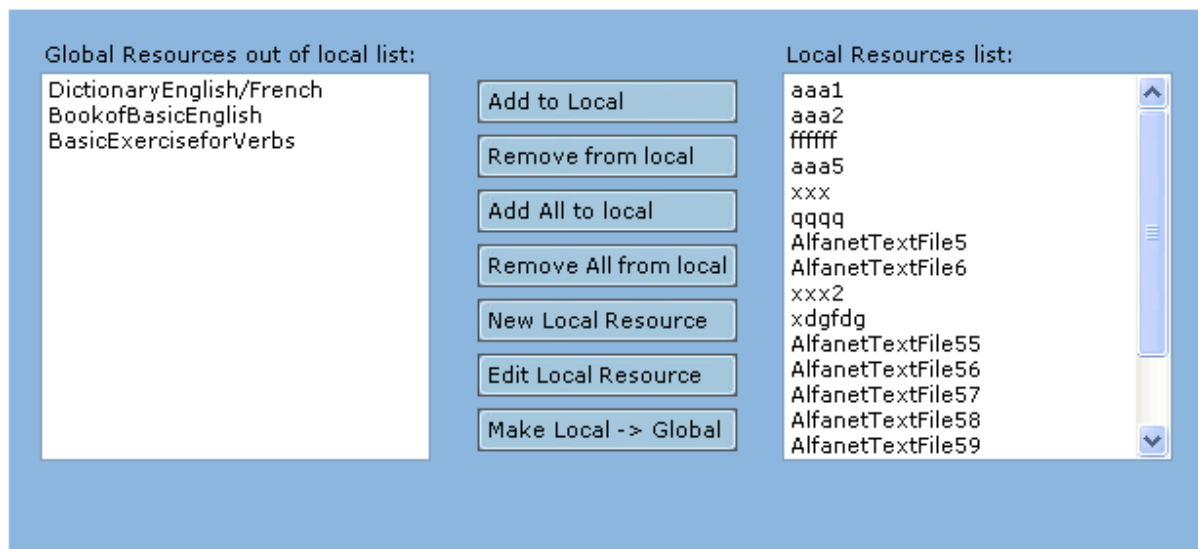 Global Resources out of local list:
DictionaryEnglish/French
BookofBasicEnglish
BasicExerciseforVerbs
Add to Local
Remove from local
Add All to local
Remove All from local
New Local Resource
Edit Local Resource
Make Local -> Global
Local Resources list:
aaa1
aaa2
ffffff
aaa5
xxx
qqqq
AlfanetTextFile5
AlfanetTextFile6
xxx2
xdgfdg
AlfanetTextFile55
AlfanetTextFile56
AlfanetTextFile57
AlfanetTextFile58
AlfanetTextFile59